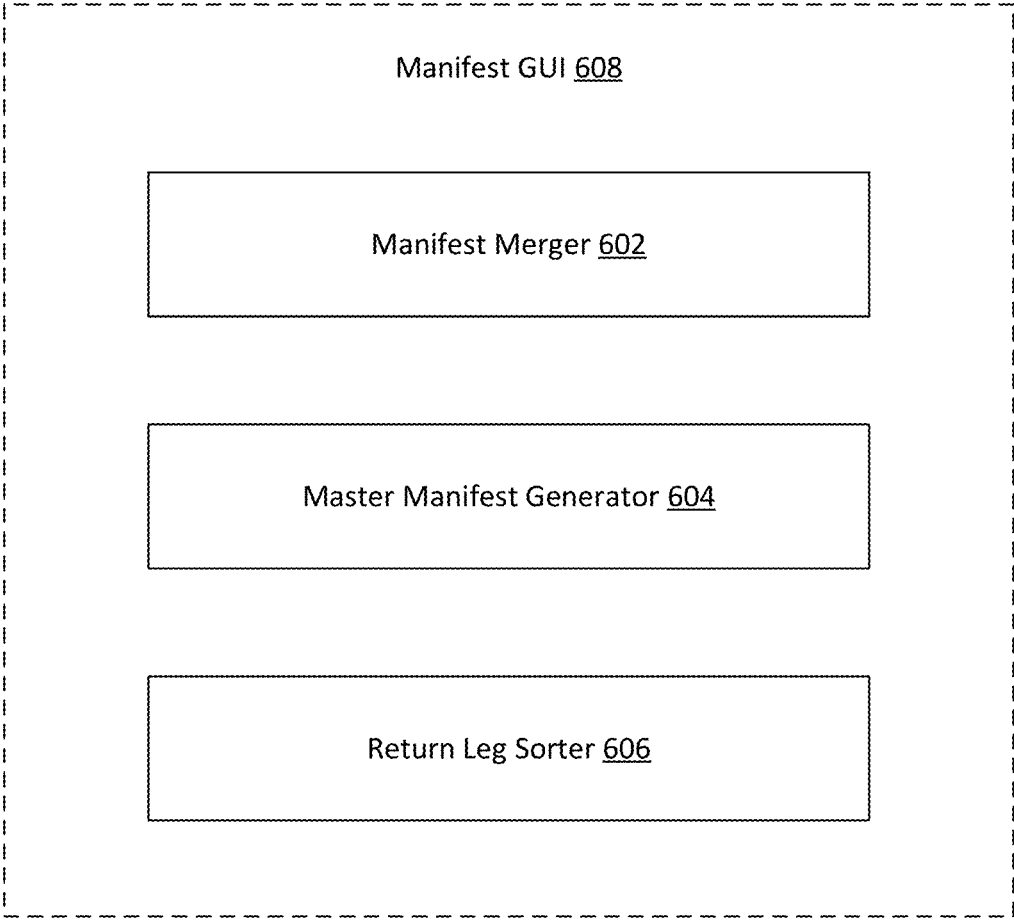 Manifest GUI 608
Manifest Merger 602
Master Manifest Generator 604
Return Leg Sorter 606